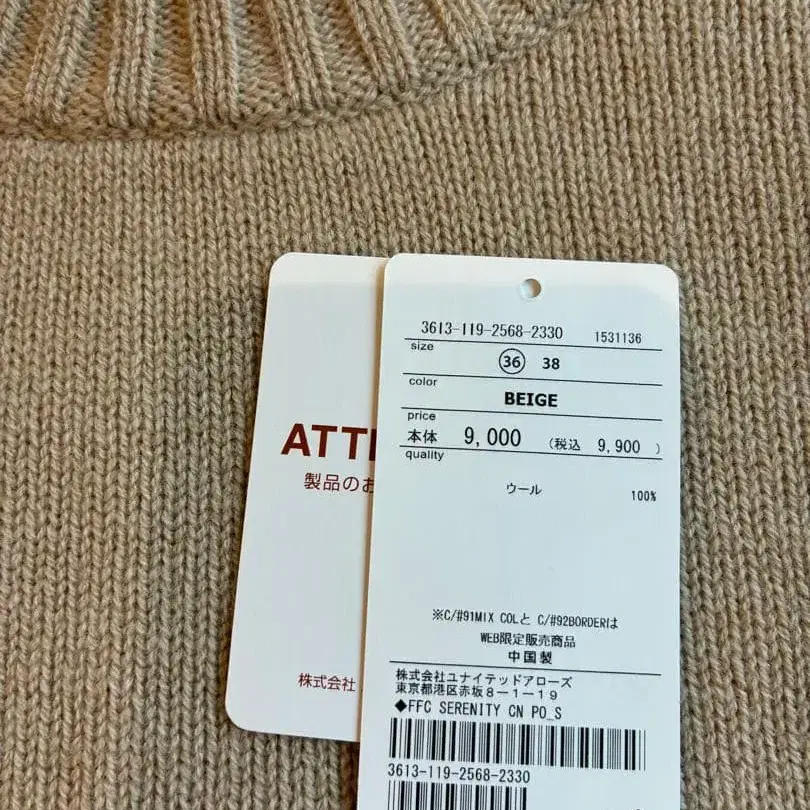 3613-119-2568-2330 1531136
size
36 38
color
BEIGE
price
本体 9,000 (税込 9,900 )
quality
ウール 100%
※C/#91MIX COLと C/#92BORDERは
WEB限定販売商品
中国製
株式会社ユナイテッドアローズ
東京都港区赤坂8-1-19
◆FFC SERENITY CN PO_S
3613-119-2568-2330
製品のお
株式会社